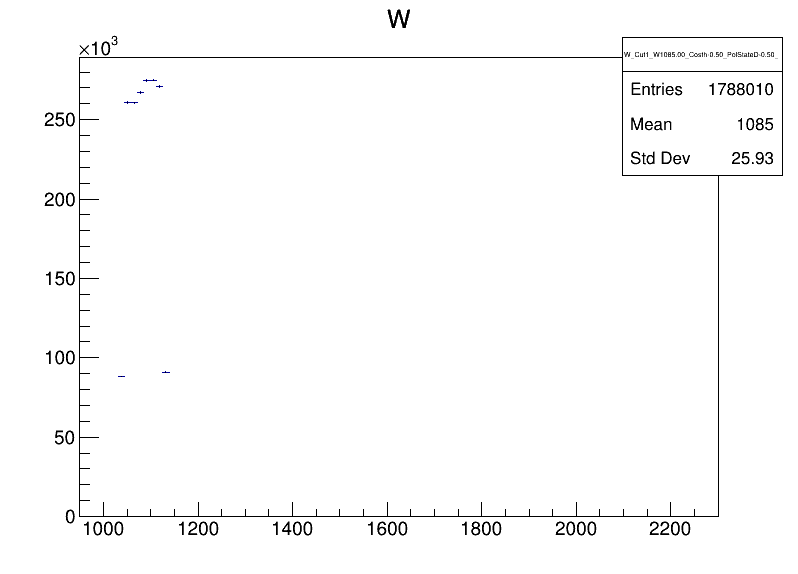 W
×10³
W_Cut1_W1085.00_Costh-0.50_PolStateD-0.50_
Entries 1788010
Mean 1085
Std Dev 25.93
250
200
150
100
50
0
1000 1200 1400 1600 1800 2000 2200